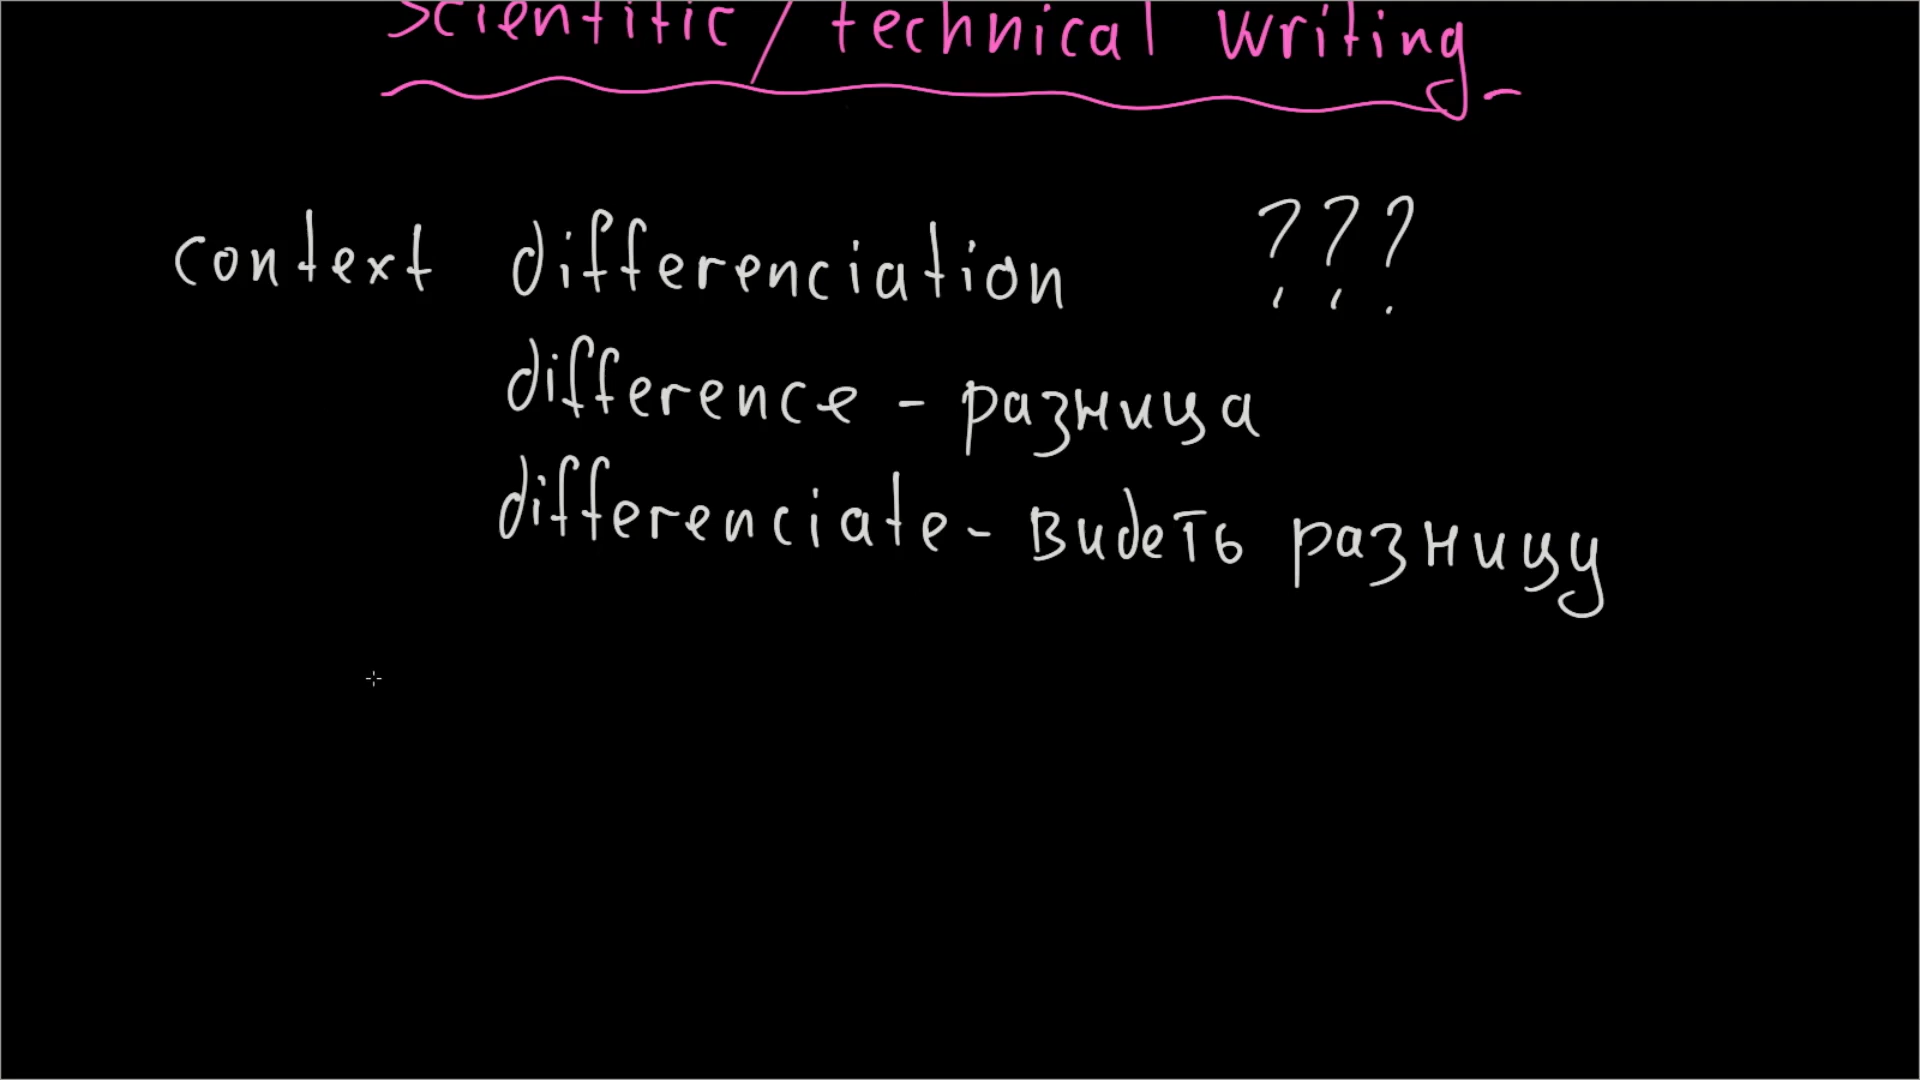 scientific/technical writing
context differenciation ???
difference - разница
differenciate - видеть разницу